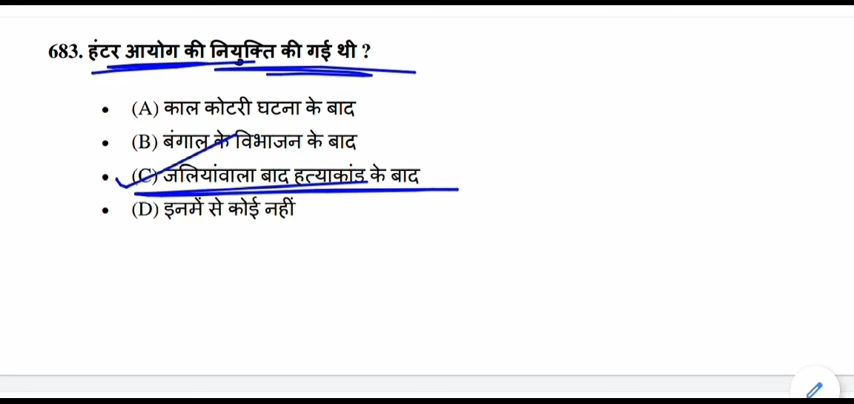 683. हंटर आयोग की नियुक्ति की गई थी ?
• (A) काल कोटरी घटना के बाद
• (B) बंगाल के विभाजन के बाद
• (C) जलियांवाला बाद हत्याकांड के बाद
• (D) इनमें से कोई नहीं